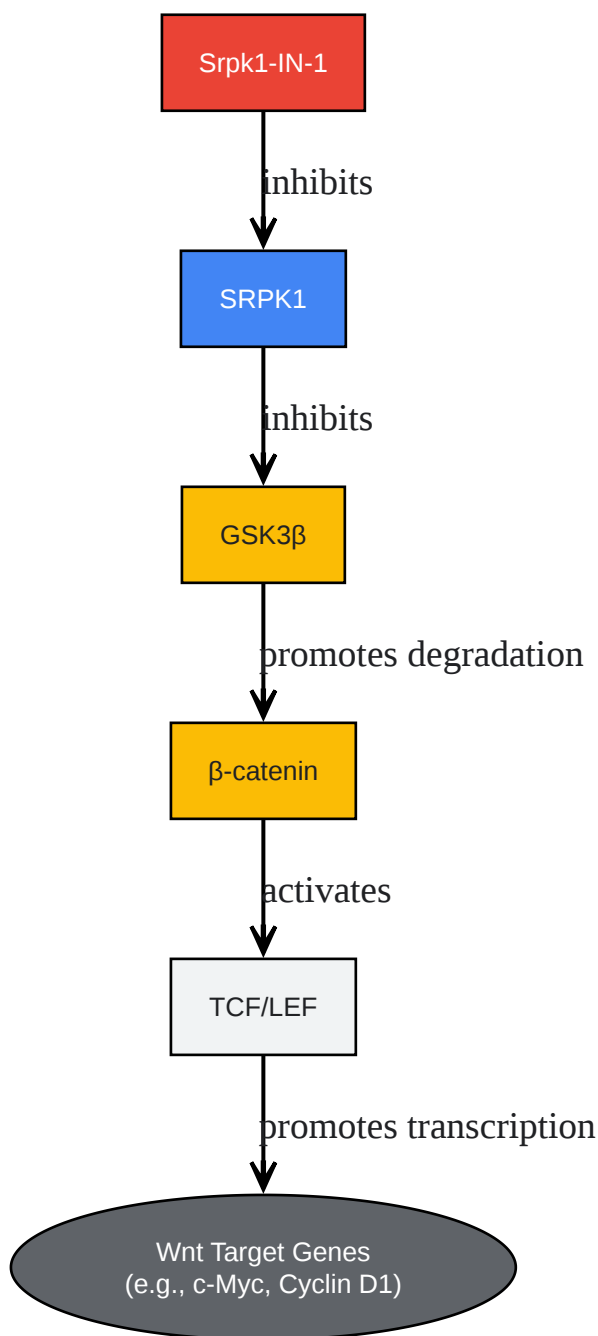 Srpk1-IN-1
inhibits
SRPK1
inhibits
GSK3β
promotes degradation
β-catenin
activates
TCF/LEF
promotes transcription
Wnt Target Genes
(e.g., c-Myc, Cyclin D1)